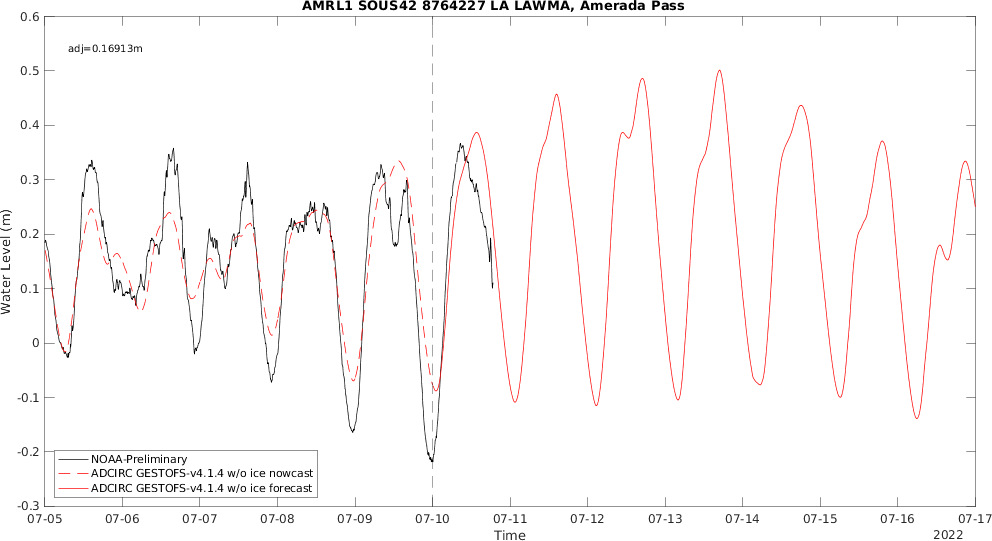 AMRL1 SOUS42 8764227 LA LAWMA, Amerada Pass
adj=0.16913m
Water Level (m)
0.6
0.5
0.4
0.3
0.2
0.1
0
-0.1
-0.2
-0.3
NOAA-Preliminary
ADCIRC GESTOFS-v4.1.4 w/o ice nowcast
ADCIRC GESTOFS-v4.1.4 w/o ice forecast
07-05 07-06 07-07 07-08 07-09 07-10 07-11 07-12 07-13 07-14 07-15 07-16 07-17
Time
2022